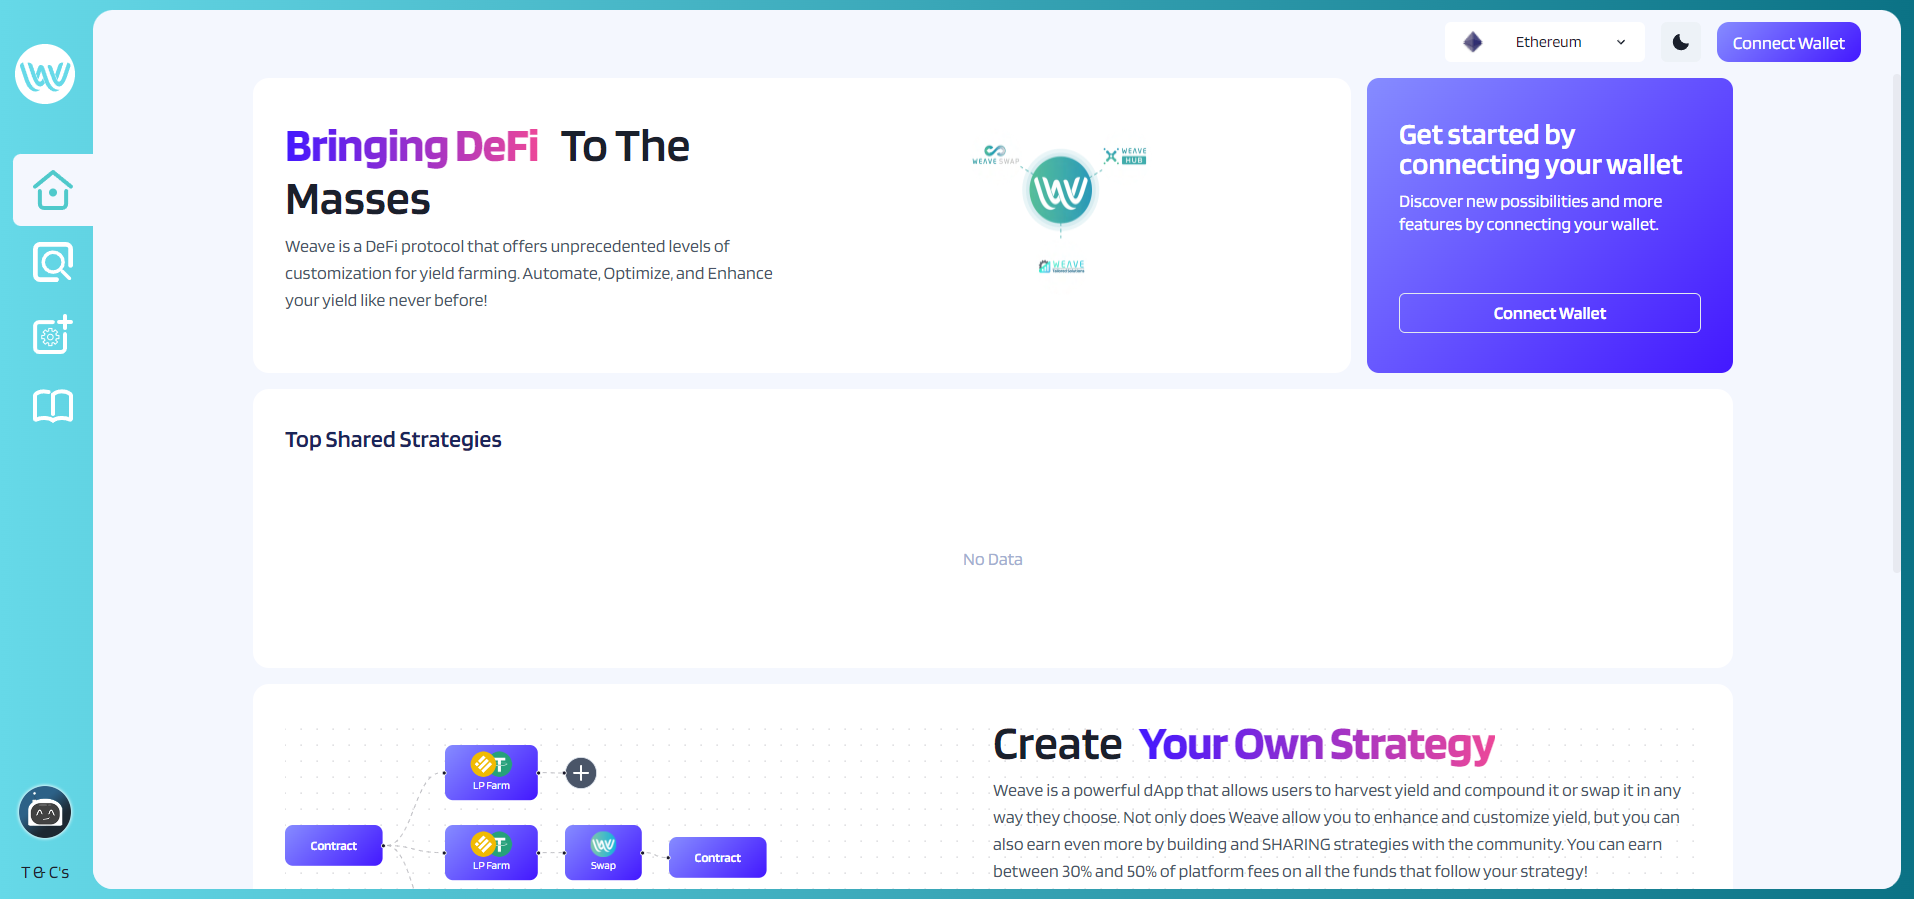 Ethereum
Connect Wallet
Bringing DeFi To The
Masses
Weave is a DeFi protocol that offers unprecedented levels of
customization for yield farming. Automate, Optimize, and Enhance
your yield like never before!
WEAVE SWAP
WEAVE
HUB
WEAVE
Get started by
connecting your wallet
Discover new possibilities and more
features by connecting your wallet.
Connect Wallet
Top Shared Strategies
No Data
LP Farm
Contract
LP Farm
Swap
Contract
Create Your Own Strategy
Weave is a powerful dApp that allows users to harvest yield and compound it or swap it in any
way they choose. Not only does Weave allow you to enhance and customize yield, but you can
also earn even more by building and SHARING strategies with the community. You can earn
between 30% and 50% of platform fees on all the funds that follow your strategy!
T & C's